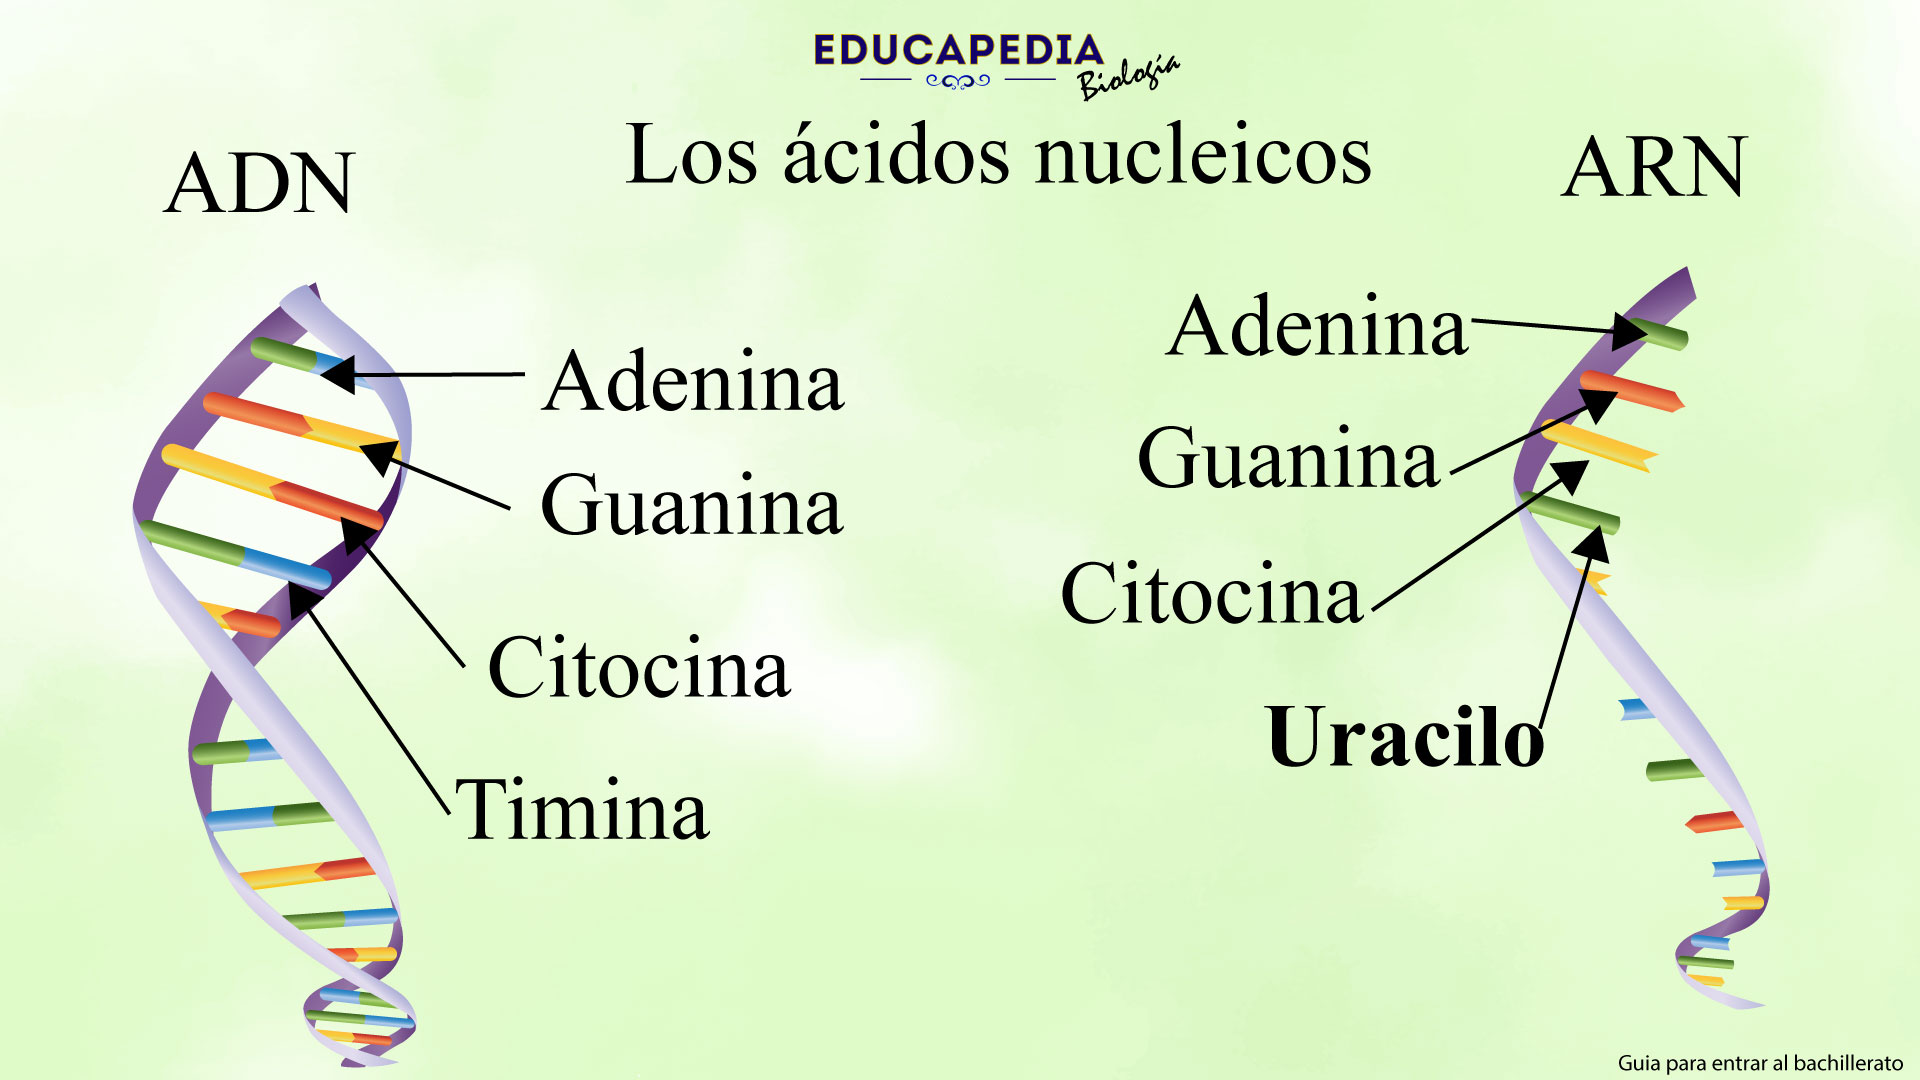 EDUCAPEDIA
Biología
Los ácidos nucleicos
ADN
Adenina
Guanina
Citocina
Timina
ARN
Adenina
Guanina
Citocina
Uracilo
Guia para entrar al bachillerato